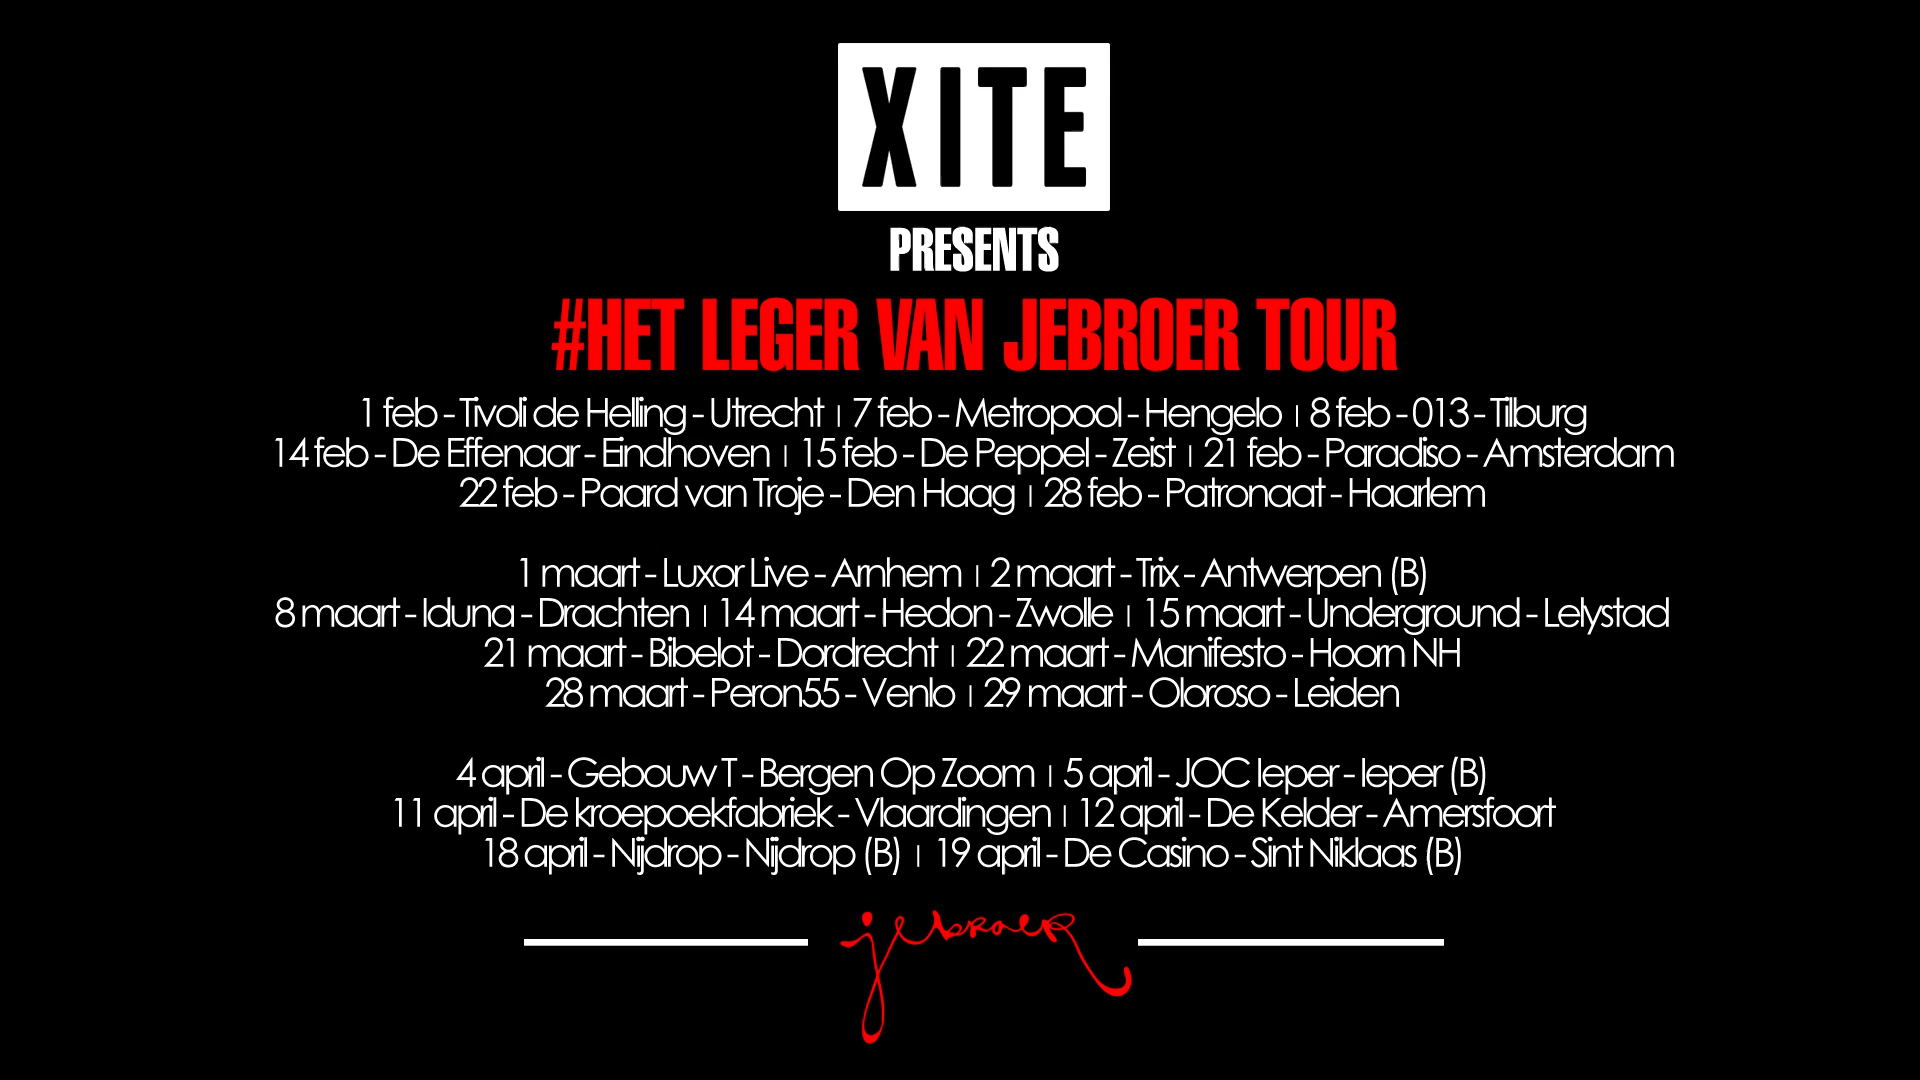 XITE
PRESENTS
#HET LEGER VAN JEBROER TOUR
1 feb - Tivoli de Helling - Utrecht | 7 feb - Metropool - Hengelo | 8 feb - 013 - Tilburg
14 feb - De Effenaar - Eindhoven | 15 feb - De Peppel - Zeist | 21 feb - Paradiso - Amsterdam
22 feb - Paard van Troje - Den Haag | 28 feb - Patronaat - Haarlem
1 maart - Luxor Live - Arnhem | 2 maart - Trix - Antwerpen (B)
8 maart - Iduna - Drachten | 14 maart - Hedon - Zwolle | 15 maart - Underground - Lelystad
21 maart - Bibelot - Dordrecht | 22 maart - Manifesto - Hoorn NH
28 maart - Peron55 - Venlo | 29 maart - Oloroso - Leiden
4 april - Gebouw T - Bergen Op Zoom | 5 april - JOC Ieper - Ieper (B)
11 april - De kroepoekfabriek - Vlaardingen | 12 april - De Kelder - Amersfoort
18 april - Nijdrop - Nijdrop (B) | 19 april - De Casino - Sint Niklaas (B)
jebroer